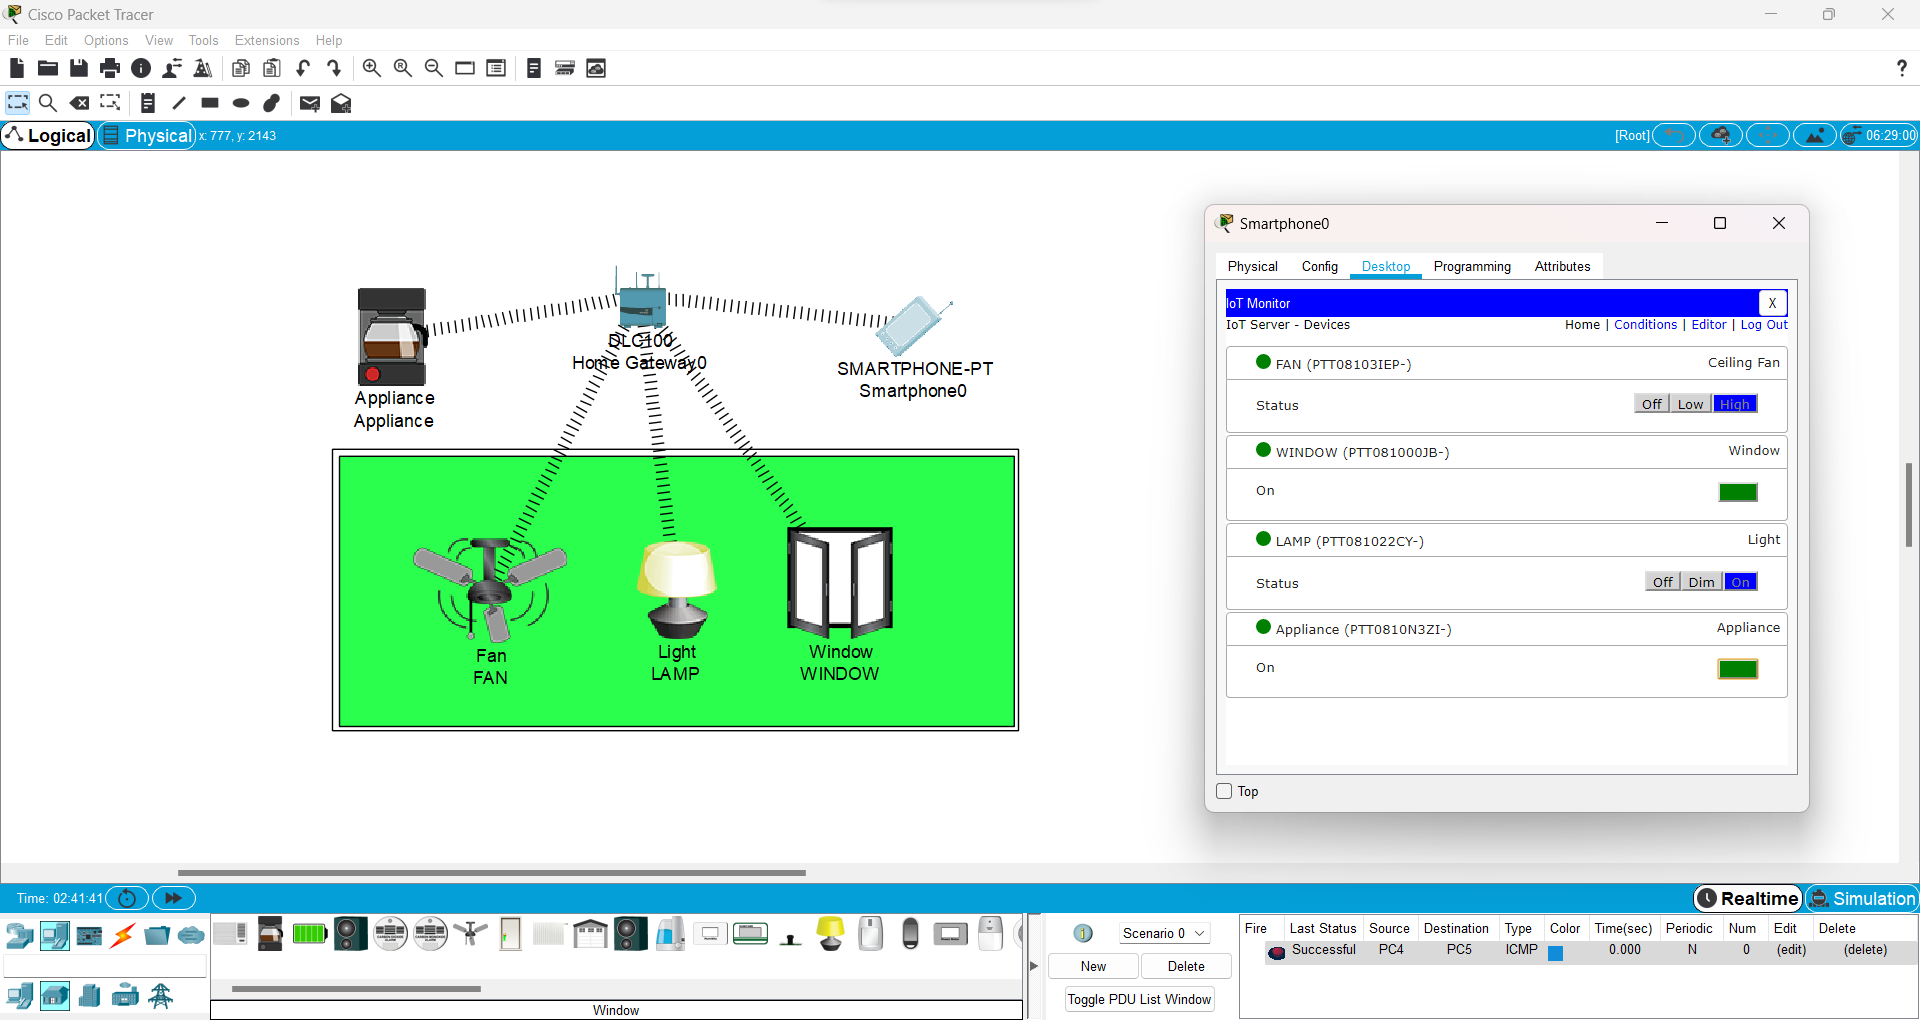 Cisco Packet Tracer
File Edit Options View Tools Extensions Help
?
Logical Physical x: 777, y: 2143 [Root] 06:29:00
Appliance
Appliance
DLC100
Home Gateway0
SMARTPHONE-PT
Smartphone0
Fan
FAN
Light
LAMP
Window
WINDOW
Smartphone0
Physical Config Desktop Programming Attributes
IoT Monitor X
IoT Server - Devices Home | Conditions | Editor | Log Out
FAN (PTT08103IEP-) Ceiling Fan
Status Off Low High
WINDOW (PTT081000JB-) Window
On
LAMP (PTT081022CY-) Light
Status Off Dim On
Appliance (PTT0810N3ZI-) Appliance
On
Top
Time: 02:41:41 Realtime Simulation
Window
Scenario 0
New Delete
Toggle PDU List Window
Fire Last Status Source Destination Type Color Time(sec) Periodic Num Edit Delete
Successful PC4 PC5 ICMP 0.000 N 0 (edit) (delete)